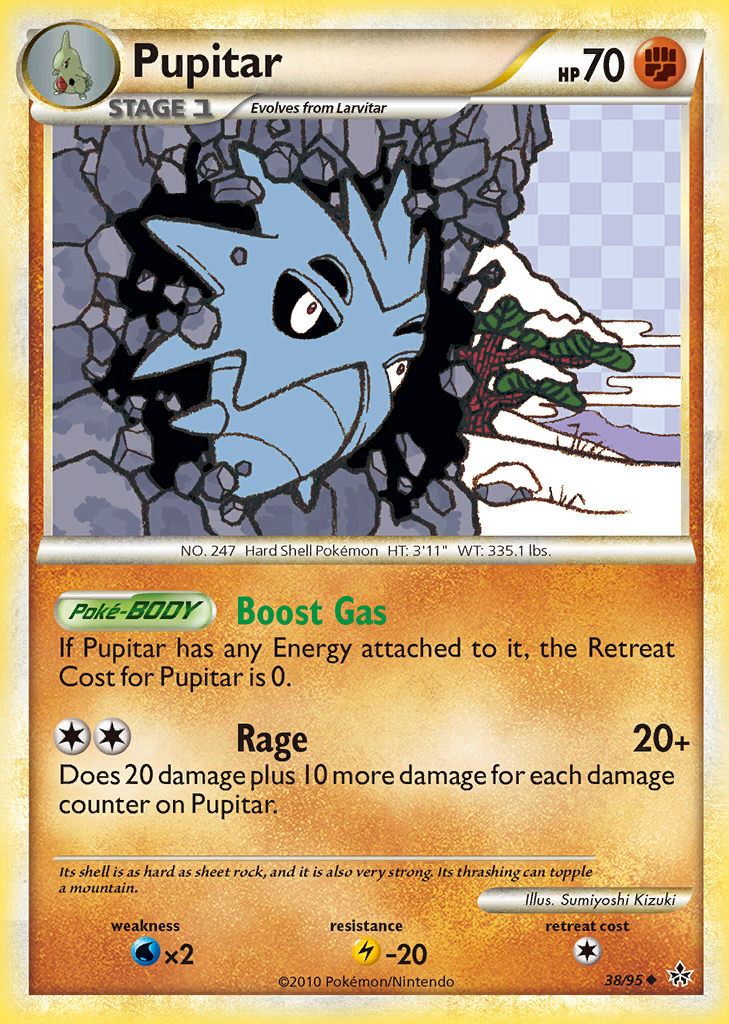 Pupitar
HP 70
STAGE 1
Evolves from Larvitar
NO. 247 Hard Shell Pokémon HT: 3'11" WT: 335.1 lbs.
Poké-BODY Boost Gas
If Pupitar has any Energy attached to it, the Retreat
Cost for Pupitar is 0.
Rage 20+
Does 20 damage plus 10 more damage for each damage
counter on Pupitar.
Its shell is as hard as sheet rock, and it is also very strong. Its thrashing can topple
a mountain.
Illus. Sumiyoshi Kizuki
weakness resistance retreat cost
×2 -20
©2010 Pokémon/Nintendo 38/95